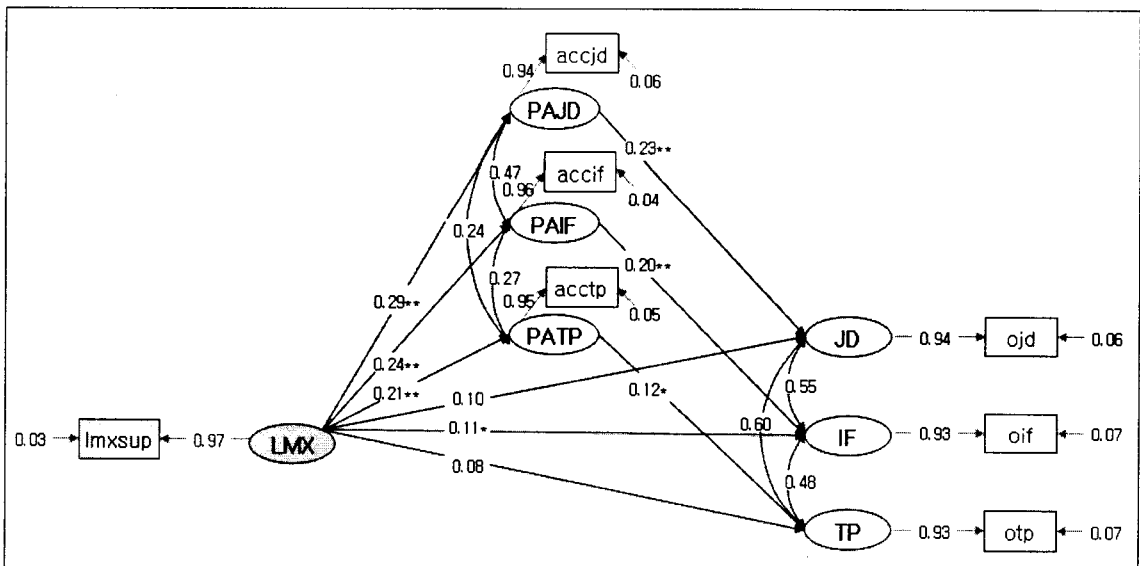 accjd
0.94
0.06
PAJD
0.23**
0.47
accif
0.96
0.04
PAIF
0.24
0.20**
0.27
acctp
0.95
0.05
0.29**
PATP
JD
0.94
ojd
0.06
0.24**
0.12*
0.55
0.21**
0.10
0.03
lmxsup
0.97
LMX
0.11*
0.60
IF
0.93
oif
0.07
0.08
0.48
TP
0.93
otp
0.07